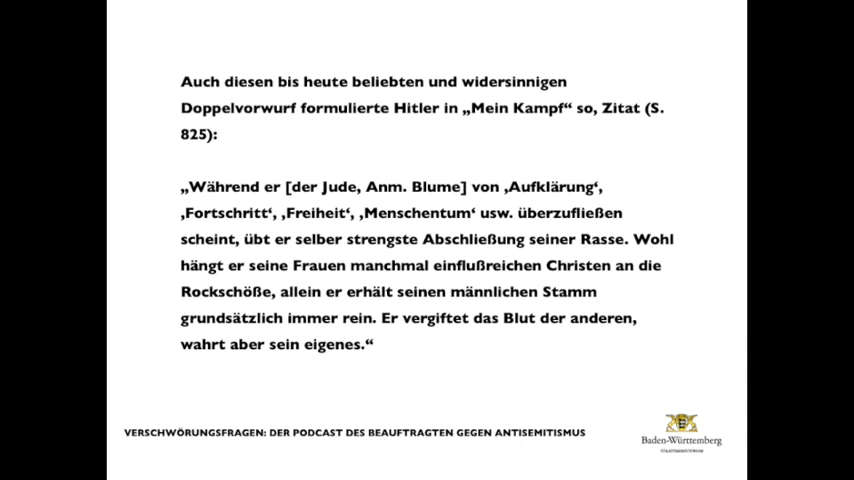 Auch diesen bis heute beliebten und widersinnigen
Doppelvorwurf formulierte Hitler in „Mein Kampf“ so, Zitat (S.
825):
„Während er [der Jude, Anm. Blume] von ‚Aufklärung‘,
‚Fortschritt‘, ‚Freiheit‘, ‚Menschentum‘ usw. überzufließen
scheint, übt er selber strengste Abschließung seiner Rasse. Wohl
hängt er seine Frauen manchmal einflußreichen Christen an die
Rockschöße, allein er erhält seinen männlichen Stamm
grundsätzlich immer rein. Er vergiftet das Blut der anderen,
wahrt aber sein eigenes.“
VERSCHWÖRUNGSFRAGEN: DER PODCAST DES BEAUFTRAGTEN GEGEN ANTISEMITISMUS
Baden-Württemberg
STAATSMINISTERIUM